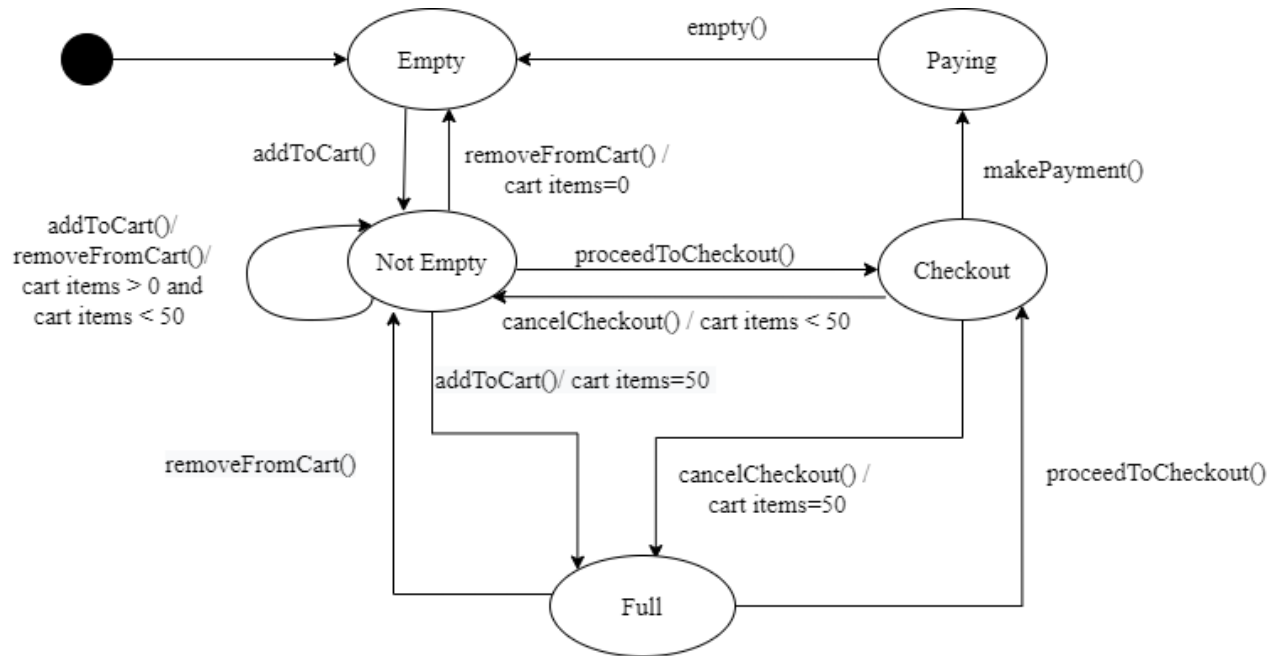 empty()
Empty
Paying
addToCart()
removeFromCart() /
cart items=0
makePayment()
addToCart()/
removeFromCart()/
cart items > 0 and
cart items < 50
Not Empty
proceedToCheckout()
Checkout
cancelCheckout() / cart items < 50
addToCart()/ cart items=50
removeFromCart()
cancelCheckout() /
cart items=50
proceedToCheckout()
Full